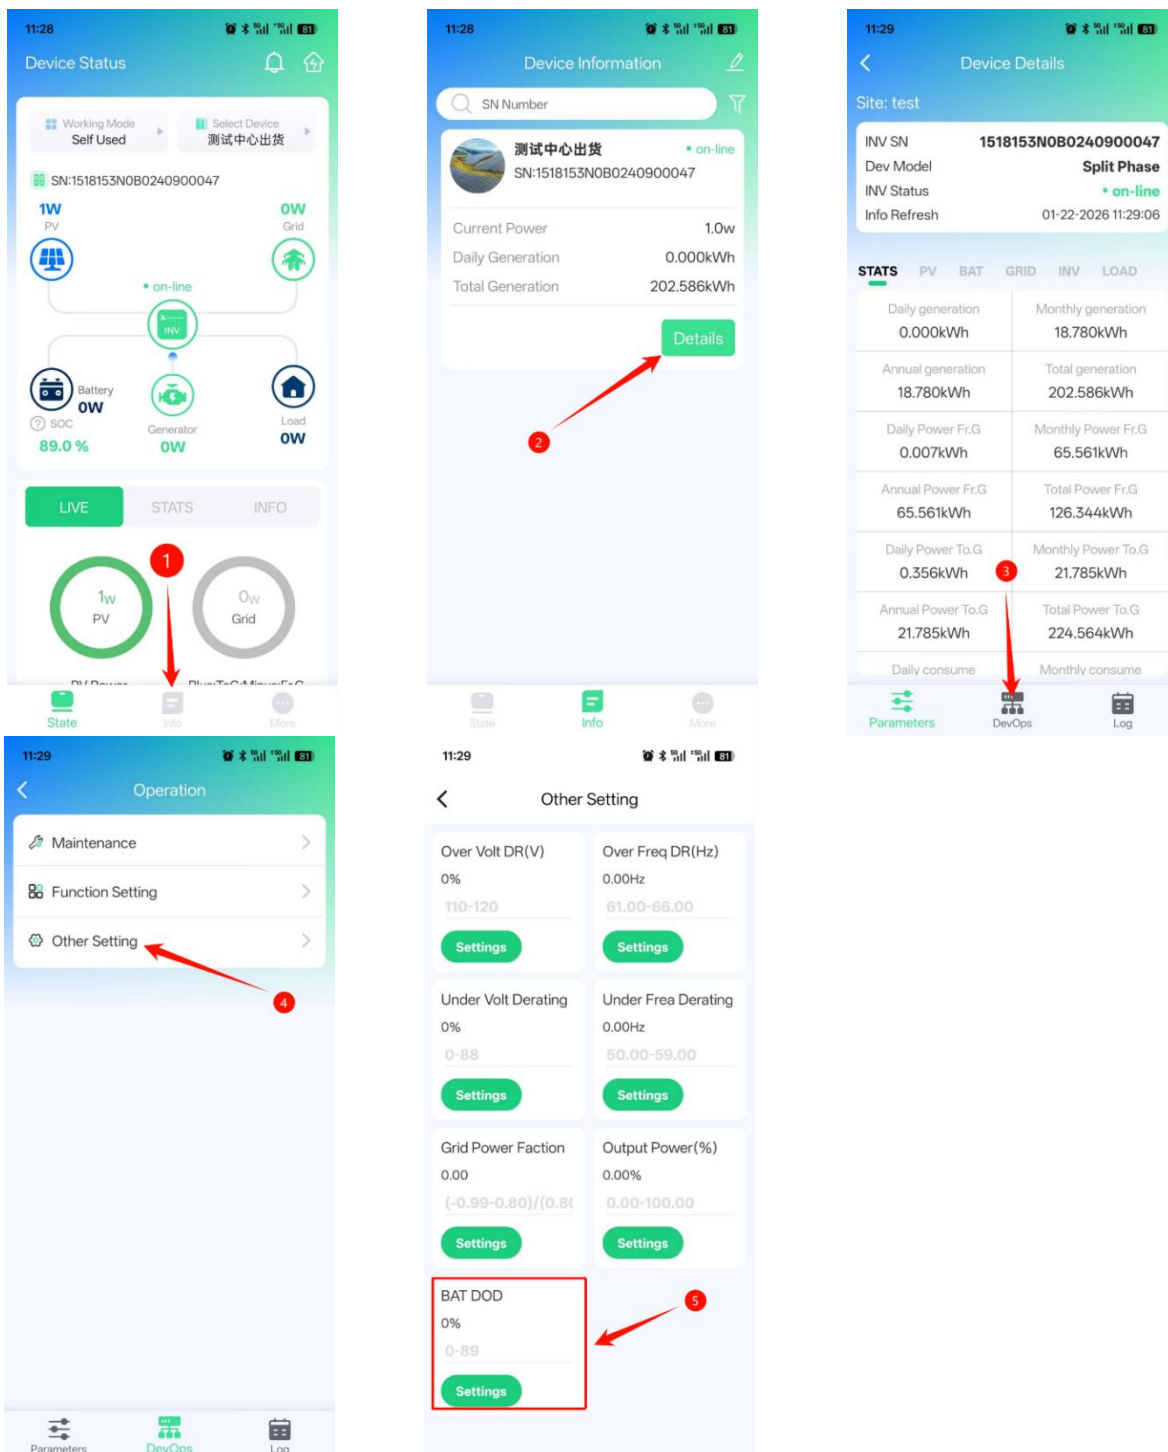 11:28
81
Device Status
Working Mode
Self Used
Select Device
测试中心出货
SN:1518153N0B0240900047
1W
PV
0W
Grid
• on-line
INV
Battery
0W
SOC
89.0 %
Generator
0W
Load
0W
LIVE
STATS
INFO
1W
PV
0W
Grid
1
State
Info
More
11:28
81
Device Information
SN Number
测试中心出货
• on-line
SN:1518153N0B0240900047
Current Power
1.0w
Daily Generation
0.000kWh
Total Generation
202.586kWh
Details
2
State
Info
More
11:29
81
Device Details
Site: test
INV SN
1518153N0B0240900047
Dev Model
Split Phase
INV Status
• on-line
Info Refresh
01-22-2026 11:29:06
STATS PV BAT GRID INV LOAD
Daily generation
0.000kWh
Monthly generation
18.780kWh
Annual generation
18.780kWh
Total generation
202.586kWh
Daily Power Fr.G
0.007kWh
Monthly Power Fr.G
65.561kWh
Annual Power Fr.G
65.561kWh
Total Power Fr.G
126.344kWh
Daily Power To.G
0.356kWh
Monthly Power To.G
21.785kWh
3
Annual Power To.G
21.785kWh
Total Power To.G
224.564kWh
Daily consume
Monthly consume
Parameters
DevOps
Log
11:29
81
Operation
Maintenance
Function Setting
Other Setting
4
Parameters
DevOps
Log
11:29
81
Other Setting
Over Volt DR(V)
0%
110-120
Settings
Over Freq DR(Hz)
0.00Hz
61.00-66.00
Settings
Under Volt Derating
0%
0-88
Settings
Under Frea Derating
0.00Hz
50.00-59.00
Settings
Grid Power Faction
0.00
(-0.99-0.80)/(0.80
Settings
Output Power(%)
0.00%
0.00-100.00
Settings
BAT DOD
0%
0-89
Settings
5